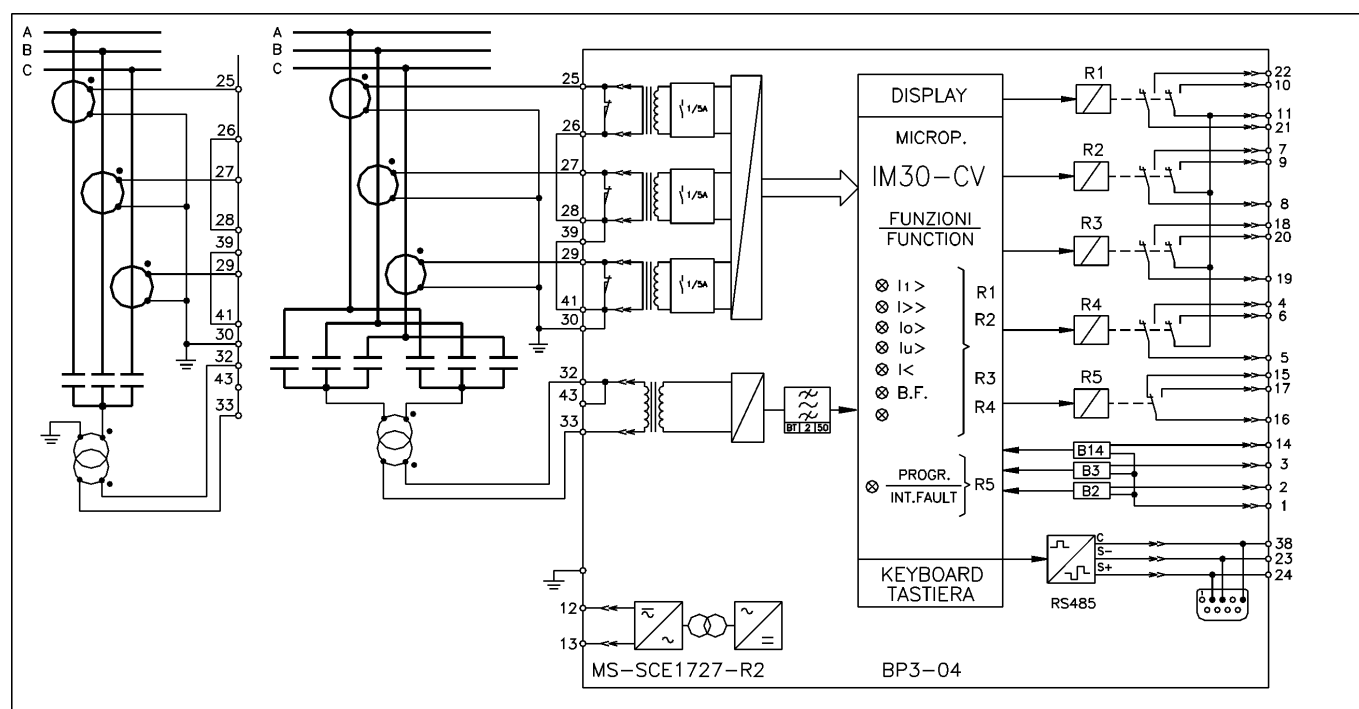 A
B
C
25
26
27
28
39
29
41
30
32
43
33
A
B
C
25
26
27
28
39
29
41
30
32
43
33
12
13
1/5A
1/5A
1/5A
BT 2 50
DISPLAY
MICROP.
IM30-CV
FUNZIONI
FUNCTION
I1>
I>>
Io>
Iu>
I<
B.F.
R1
R2
R3
R4
PROGR.
INT.FAULT
R5
KEYBOARD
TASTIERA
R1
R2
R3
R4
R5
B14
B3
B2
RS485
C
S-
S+
1
22
10
11
21
7
9
8
18
20
19
4
6
5
15
17
16
14
3
2
1
38
23
24
MS-SCE1727-R2
BP3-04